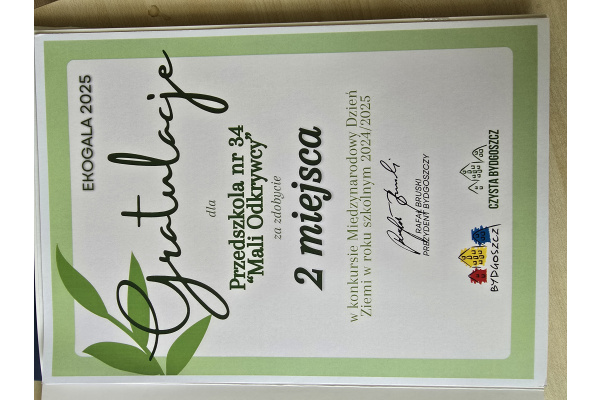 EKOGALA 2025
Gratulacje
dla
Przedszkola nr 34
"Mali Odkrywcy"
za zdobycie
2 miejsca
w konkursie Międzynarodowy Dzień
Ziemi w roku szkolnym 2024/2025
RAFAŁ BRUSKI
PREZYDENT BYDGOSZCZY
BYDGOSZCZ
CZYSTA BYDGOSZCZ